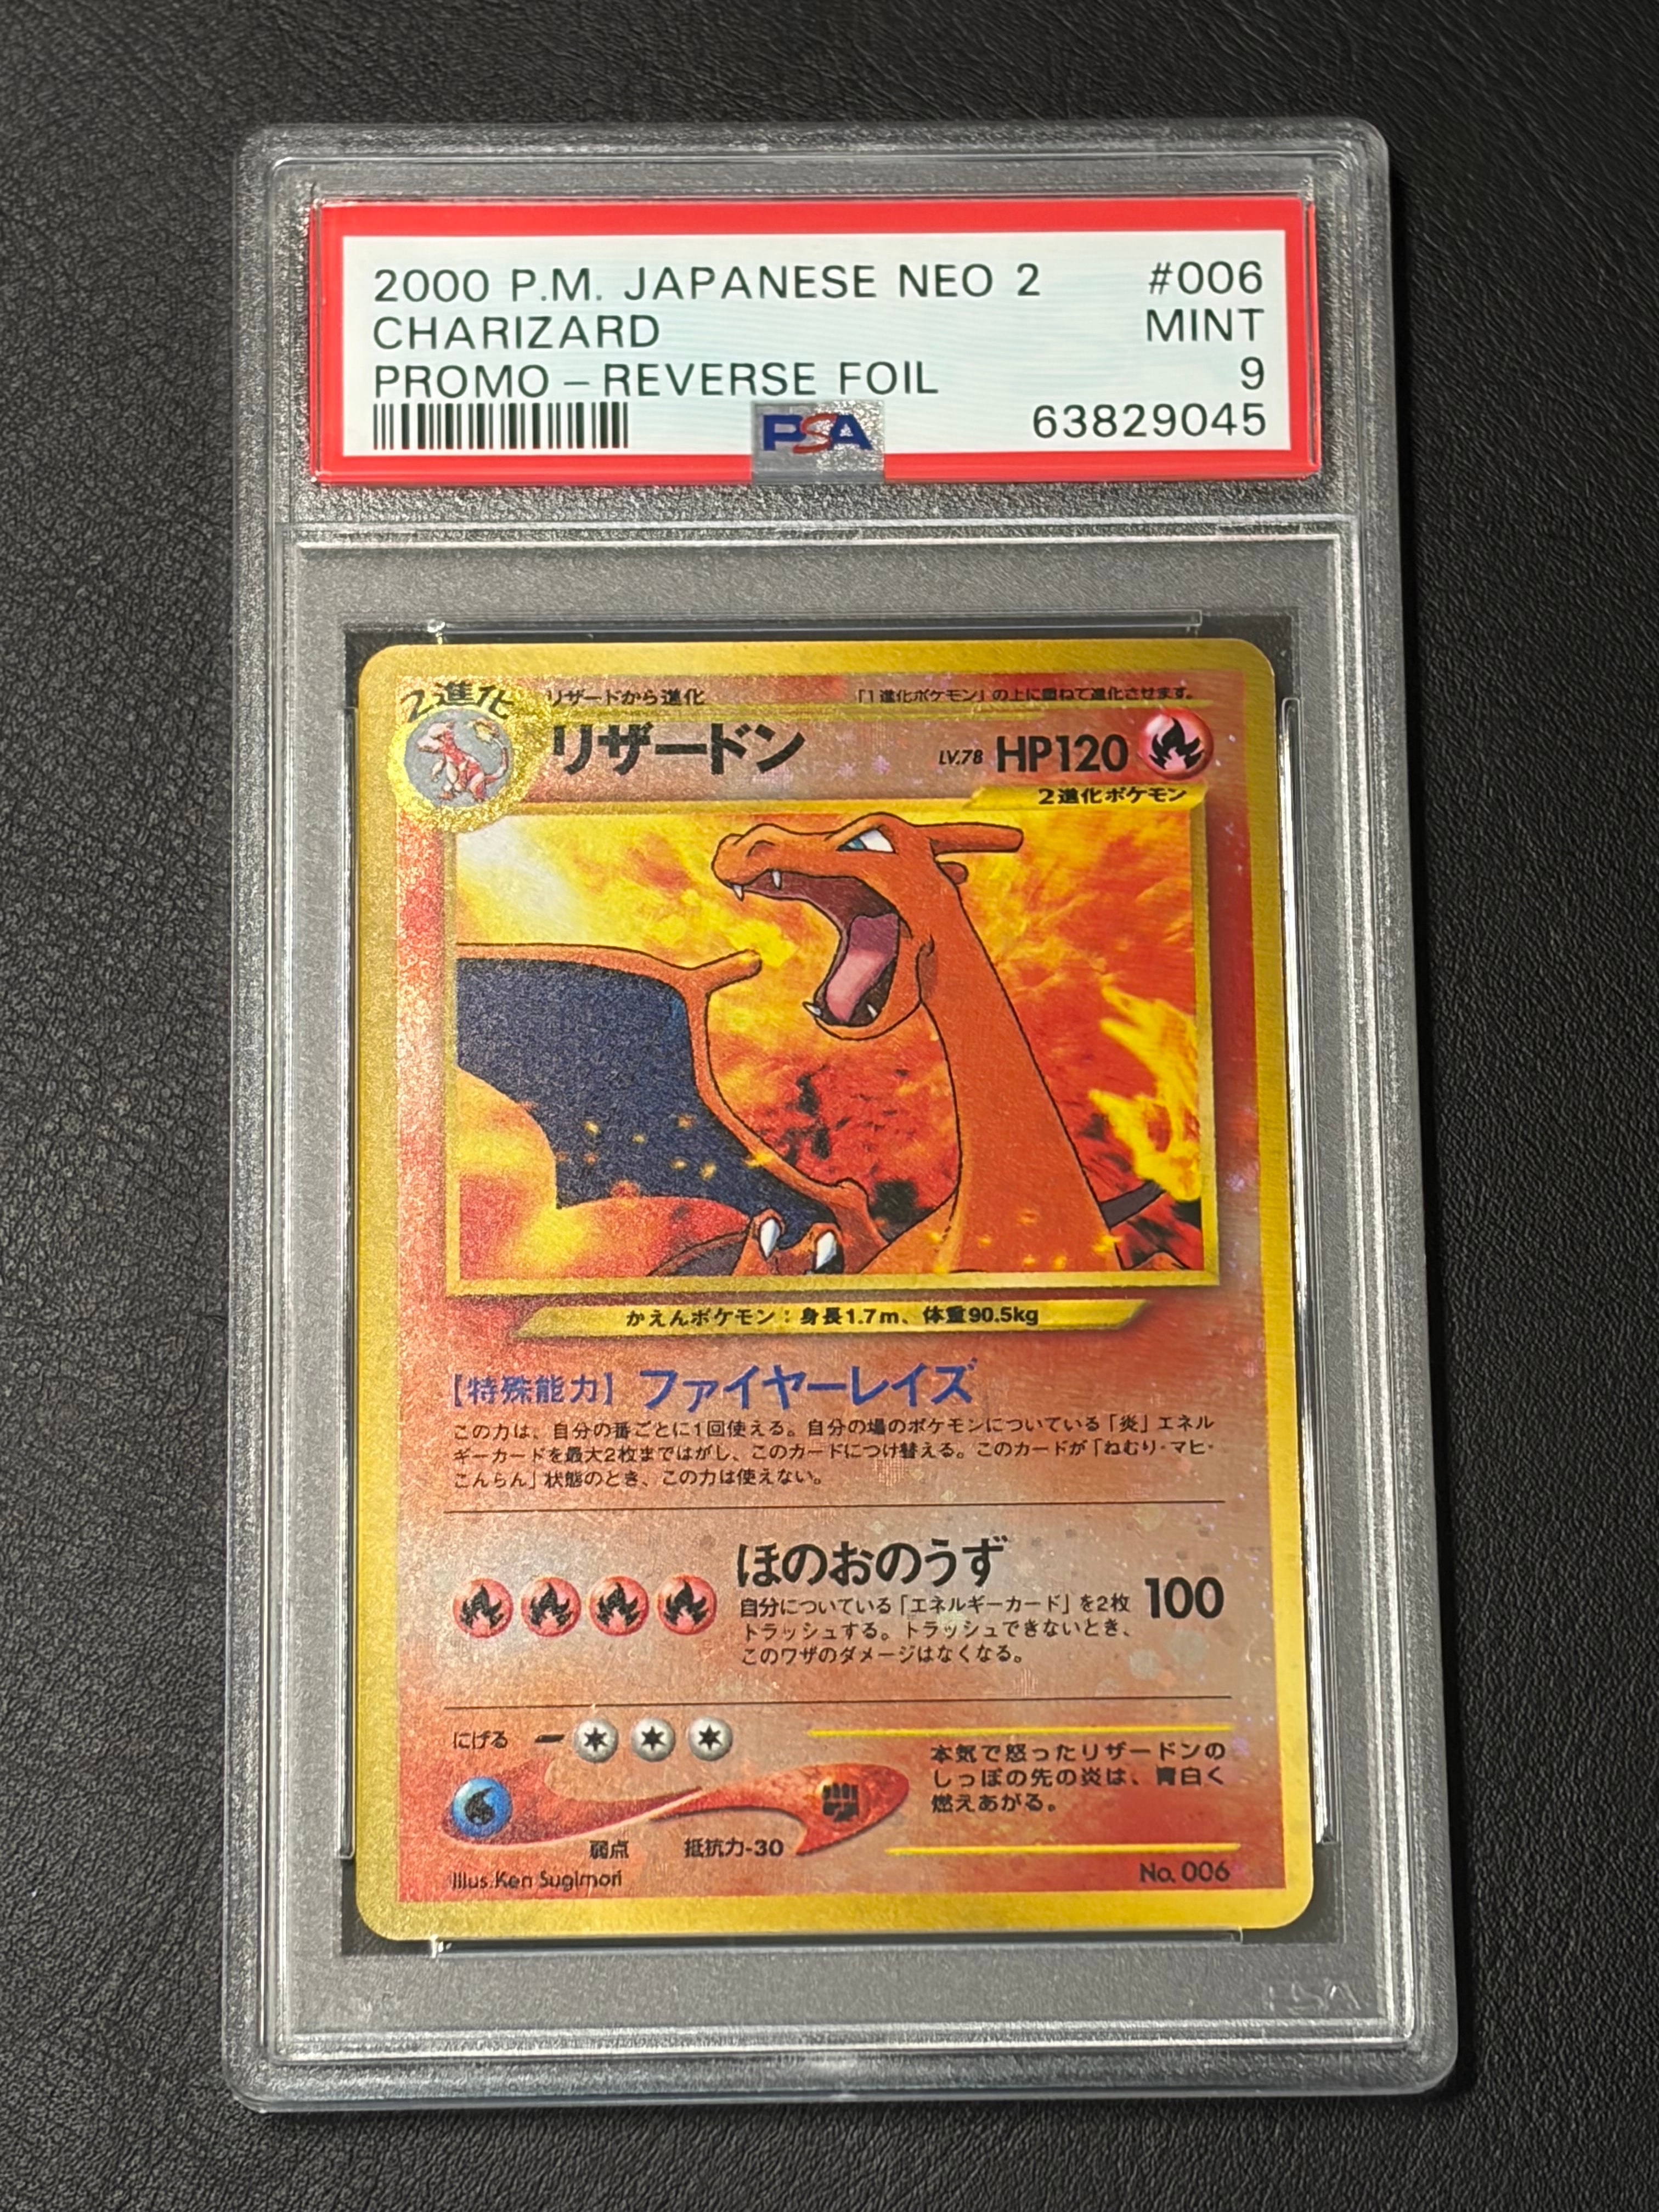 2000 P.M. JAPANESE NEO 2 #006
CHARIZARD MINT
PROMO-REVERSE FOIL 9
PSA 63829045
2進化 リザードから進化 「1進化ポケモン」の上に重ねて進化させます。
リザードン LV.78 HP120
2進化ポケモン
かえんポケモン：身長1.7m、体重90.5kg
【特殊能力】ファイヤーレイズ
この力は、自分の番ごとに1回使える。自分の場のポケモンについている「炎」エネル
ギーカードを最大2枚まではがし、このカードにつけ替える。このカードが「ねむり・マヒ・
こんらん」状態のとき、この力は使えない。
ほのおのうず
自分についている「エネルギーカード」を2枚
トラッシュする。トラッシュできないとき、
このワザのダメージはなくなる。
100
にげる
弱点 抵抗力-30
本気で怒ったリザードンの
しっぽの先の炎は、青白く
燃えあがる。
Illus. Ken Sugimori No. 006
PSA